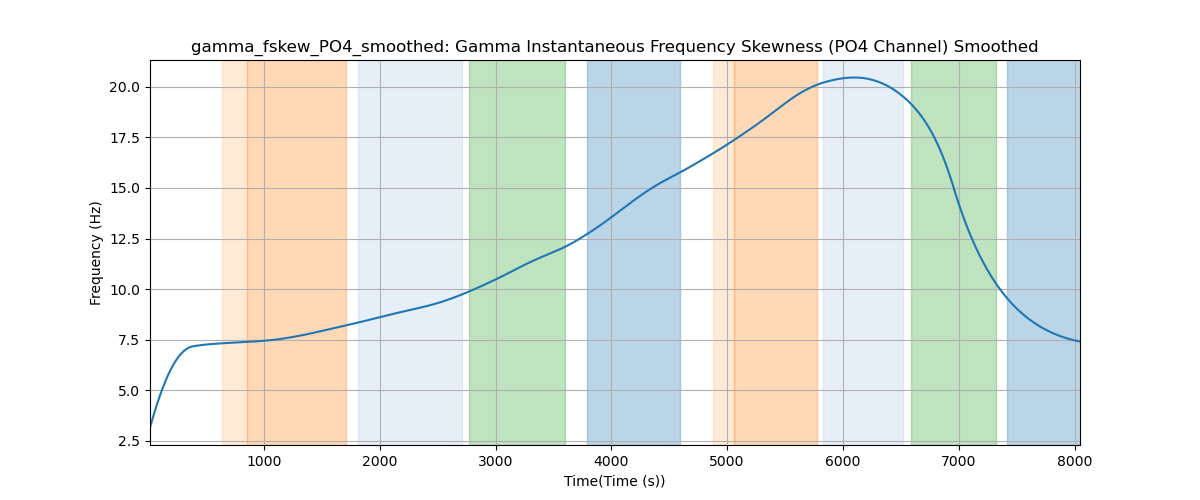 gamma_fskew_PO4_smoothed: Gamma Instantaneous Frequency Skewness (PO4 Channel) Smoothed
20.0
17.5
15.0
12.5
10.0
7.5
5.0
2.5
Frequency (Hz)
1000 2000 3000 4000 5000 6000 7000 8000
Time(Time (s))